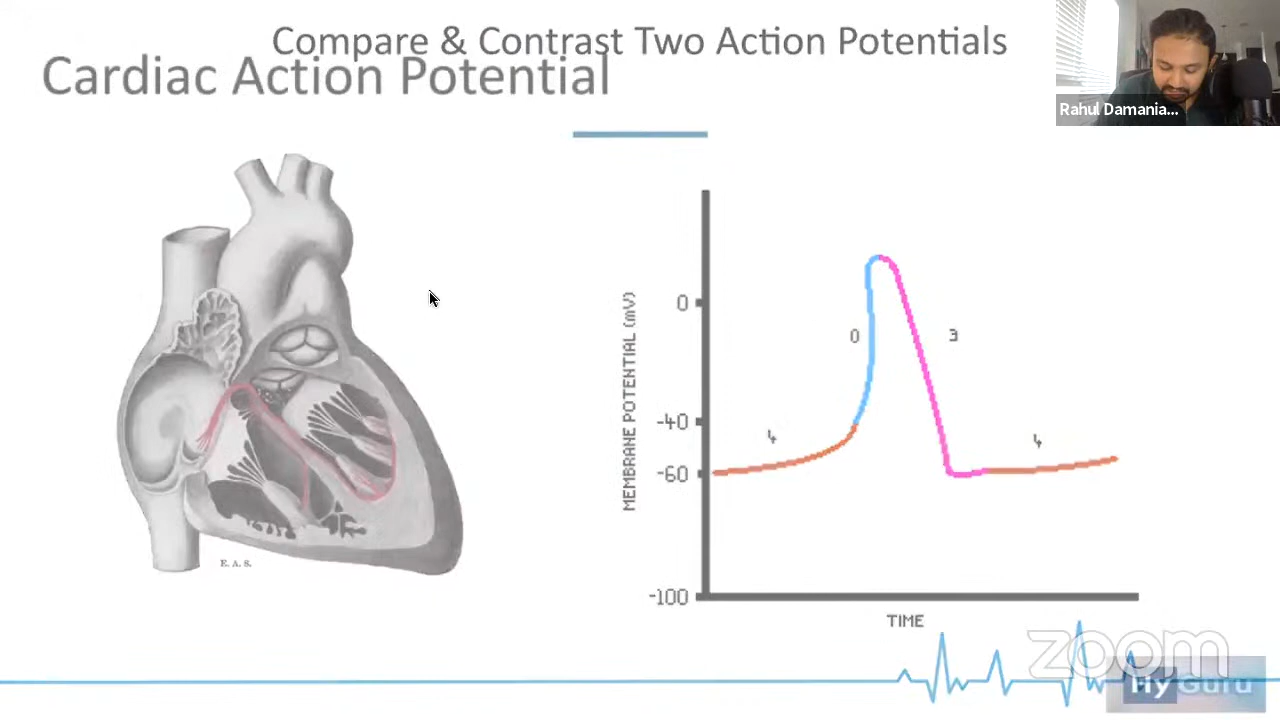 Compare & Contrast Two Action Potentials
Cardiac Action Potential
Rahul Damania...
MEMBRANE POTENTIAL (mV)
0
-40
-60
-100
4
0
3
4
TIME
E. A. S.
zoom
Hy Guru